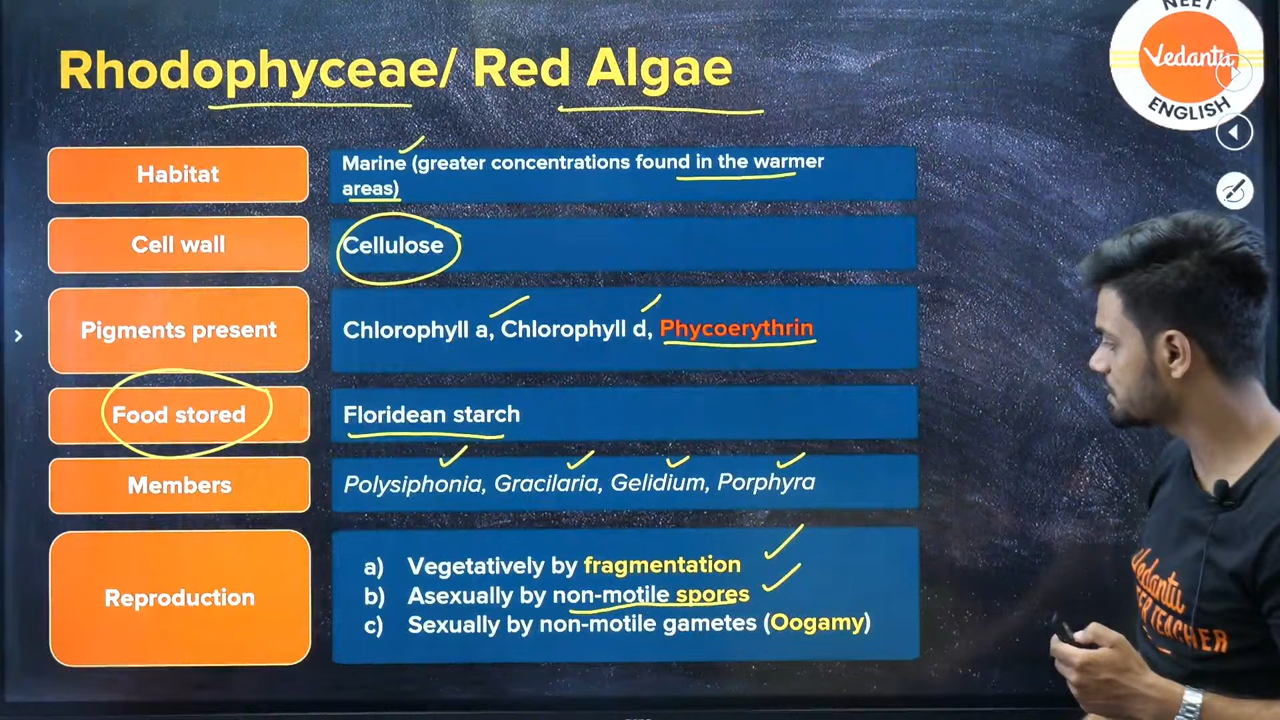 Rhodophyceae/ Red Algae
NEET
Vedantu
ENGLISH
Habitat
Marine (greater concentrations found in the warmer
areas)
Cell wall
Cellulose
Pigments present
Chlorophyll a, Chlorophyll d, Phycoerythrin
Food stored
Floridean starch
Members
Polysiphonia, Gracilaria, Gelidium, Porphyra
Reproduction
a) Vegetatively by fragmentation
b) Asexually by non-motile spores
c) Sexually by non-motile gametes (Oogamy)
Vedantu
TEACHER